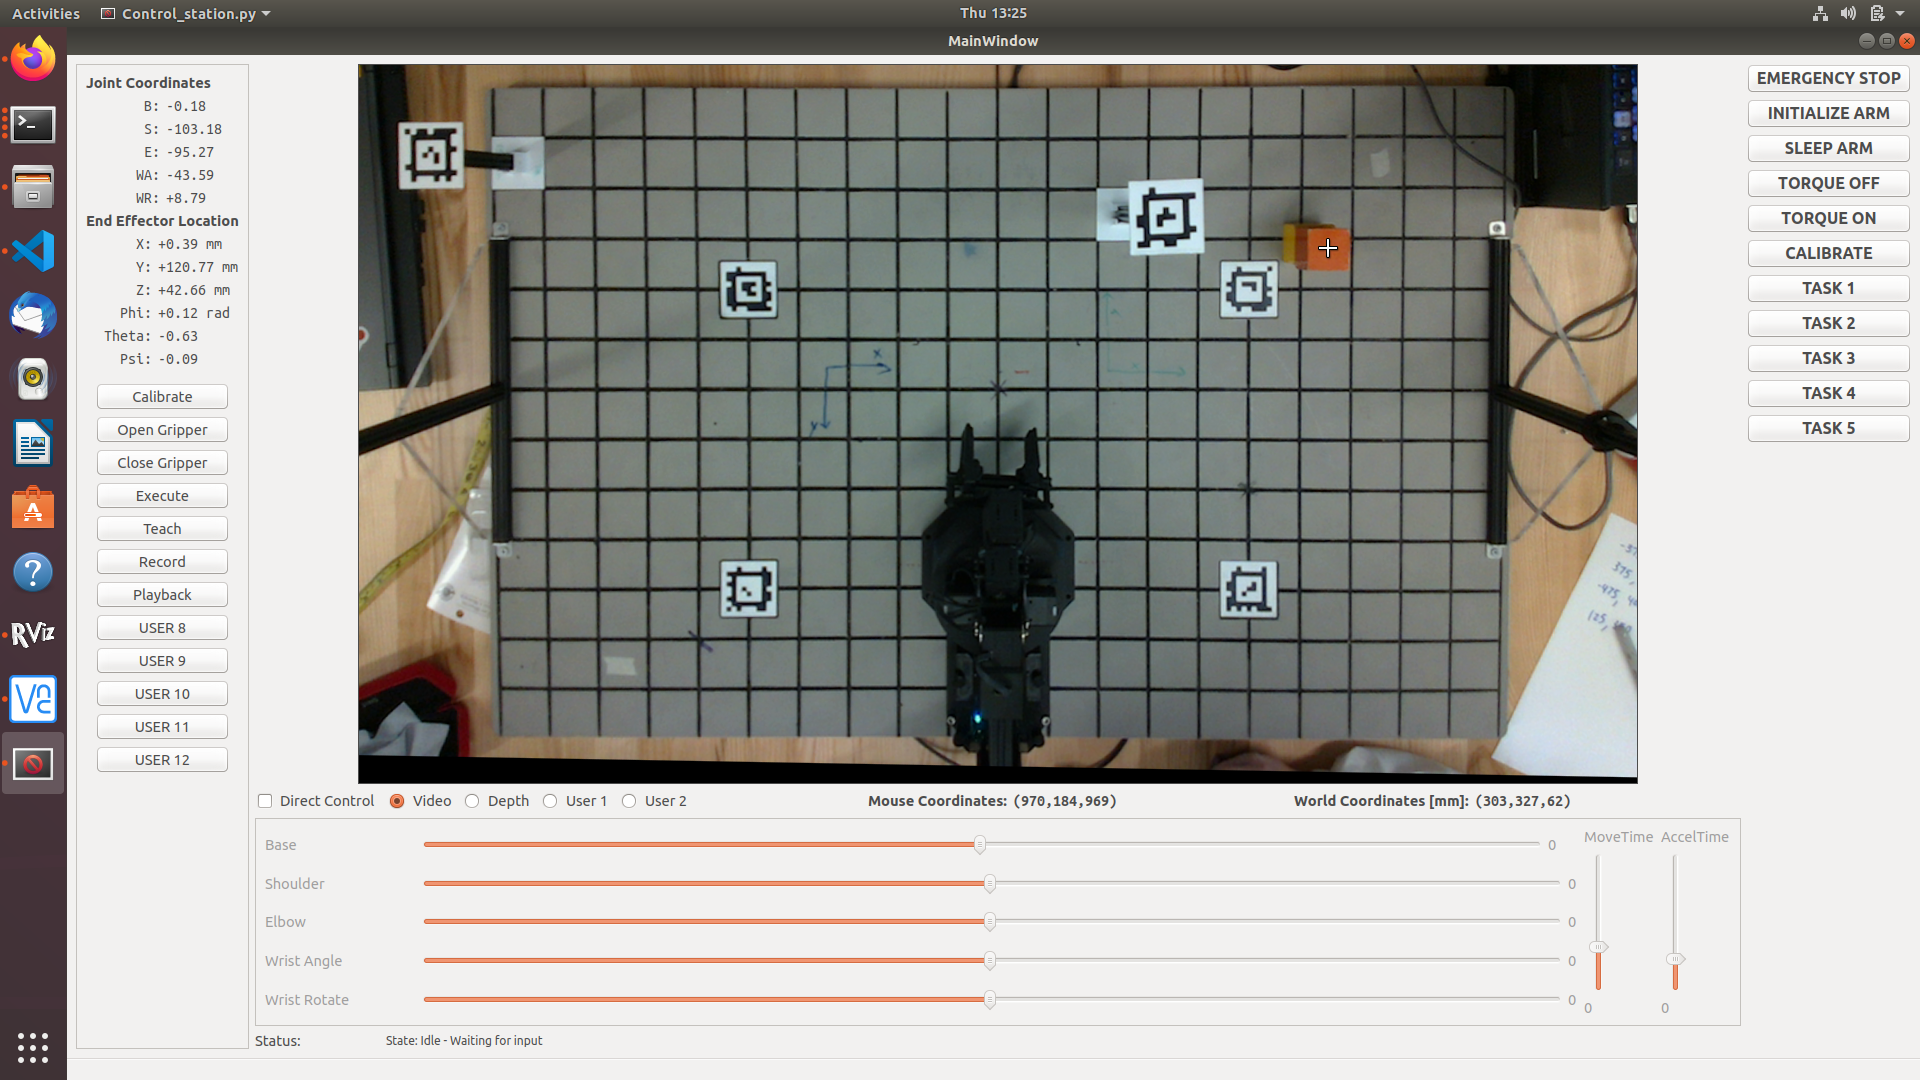 Activities
Control_station.py
Thu 13:25
MainWindow
Joint Coordinates
B: -0.18
S: -103.18
E: -95.27
WA: -43.59
WR: +8.79
End Effector Location
X: +0.39 mm
Y: +120.77 mm
Z: +42.66 mm
Phi: +0.12 rad
Theta: -0.63
Psi: -0.09
Calibrate
Open Gripper
Close Gripper
Execute
Teach
Record
Playback
USER 8
USER 9
USER 10
USER 11
USER 12
EMERGENCY STOP
INITIALIZE ARM
SLEEP ARM
TORQUE OFF
TORQUE ON
CALIBRATE
TASK 1
TASK 2
TASK 3
TASK 4
TASK 5
RViz
x
y
Direct Control
Video
Depth
User 1
User 2
Mouse Coordinates: (970,184,969)
World Coordinates [mm]: (303,327,62)
Base
0
Shoulder
0
Elbow
0
Wrist Angle
0
Wrist Rotate
0
MoveTime
AccelTime
0
0
Status:
State: Idle - Waiting for input